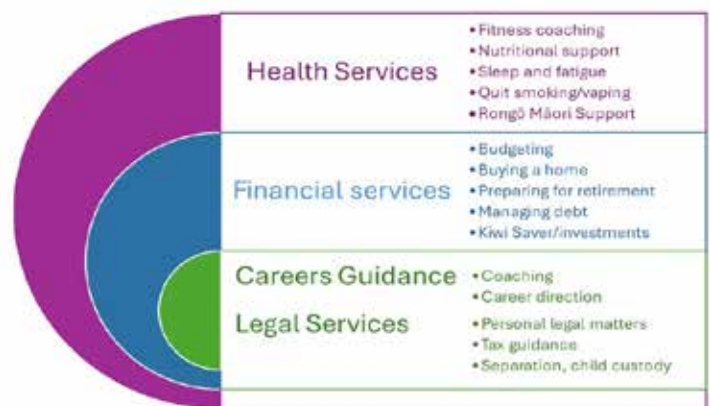 Health Services
• Fitness coaching
• Nutritional support
• Sleep and fatigue
• Quit smoking/vaping
• Rongō Māori Support
Financial services
• Budgeting
• Buying a home
• Preparing for retirement
• Managing debt
• Kiwi Saver/investments
Careers Guidance
• Coaching
• Career direction
Legal Services
• Personal legal matters
• Tax guidance
• Separation, child custody